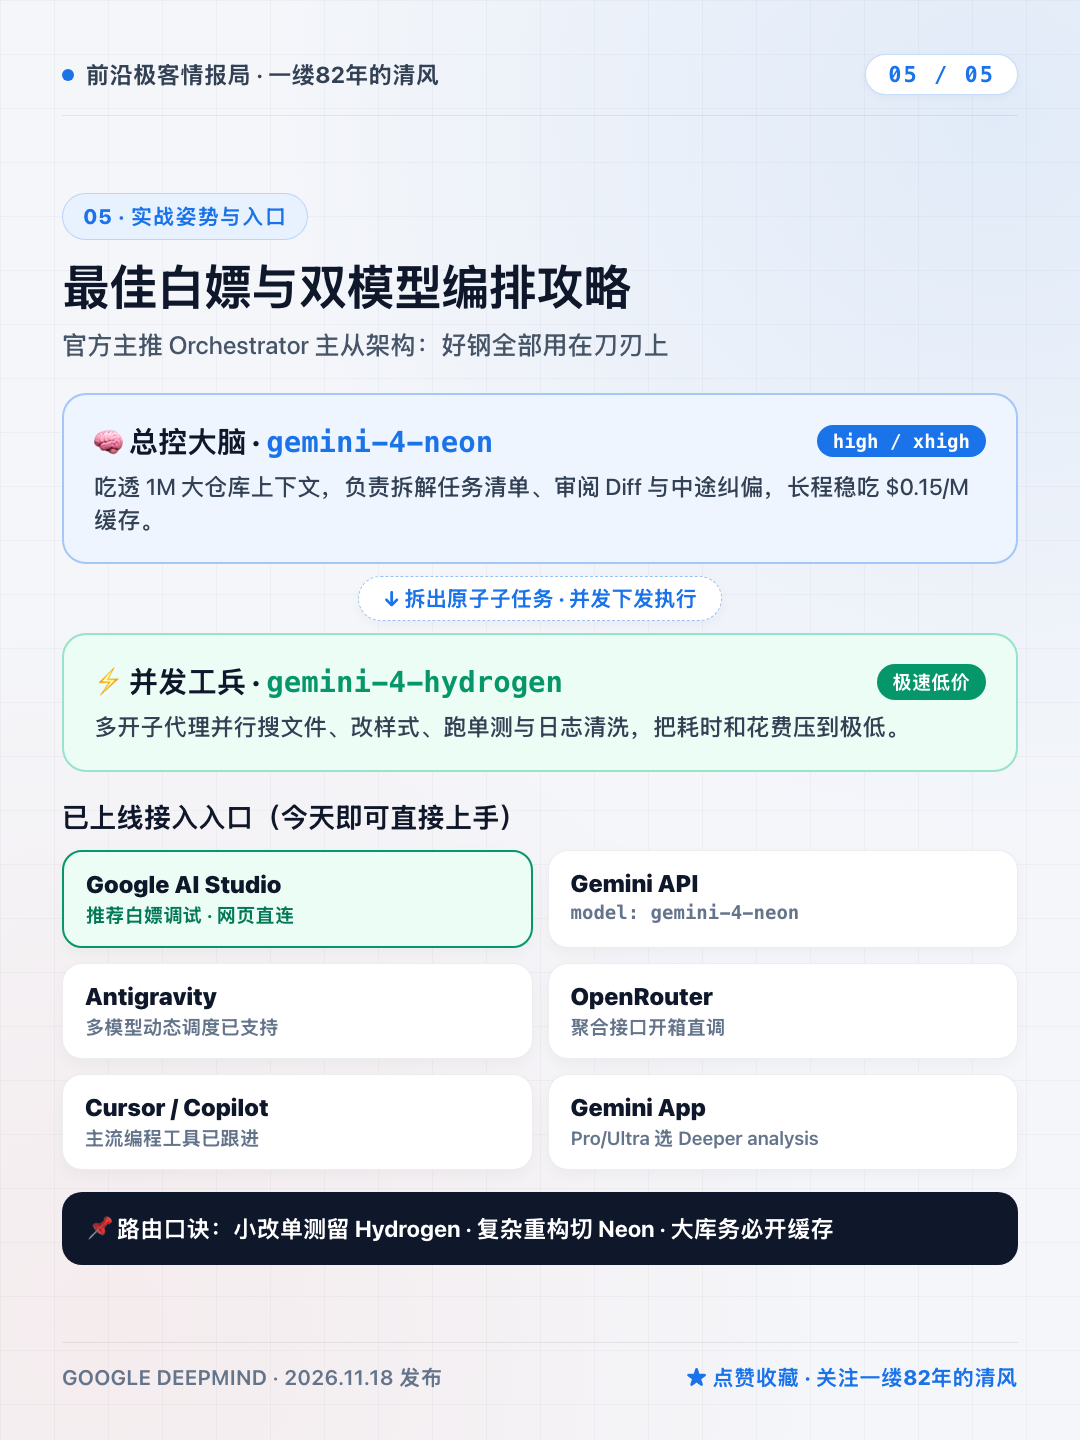 前沿极客情报局 · 一缕82年的清风
05 / 05
05 · 实战姿势与入口
最佳白嫖与双模型编排攻略
官方主推 Orchestrator 主从架构：好钢全部用在刀刃上
🧠 总控大脑 · gemini-4-neon
high / xhigh
吃透 1M 大仓库上下文，负责拆解任务清单、审阅 Diff 与中途纠偏，长程稳吃 $0.15/M
缓存。
↓ 拆出原子子任务 · 并发下发执行
⚡ 并发工兵 · gemini-4-hydrogen
极速低价
多开子代理并行搜文件、改样式、跑单测与日志清洗，把耗时和花费压到极低。
已上线接入入口（今天即可直接上手）
Google AI Studio
推荐白嫖调试 · 网页直连
Gemini API
model: gemini-4-neon
Antigravity
多模型动态调度已支持
OpenRouter
聚合接口开箱直调
Cursor / Copilot
主流编程工具已跟进
Gemini App
Pro/Ultra 选 Deeper analysis
📌 路由口诀：小改单测留 Hydrogen · 复杂重构切 Neon · 大库务必开缓存
GOOGLE DEEPMIND · 2026.11.18 发布
★ 点赞收藏 · 关注一缕82年的清风